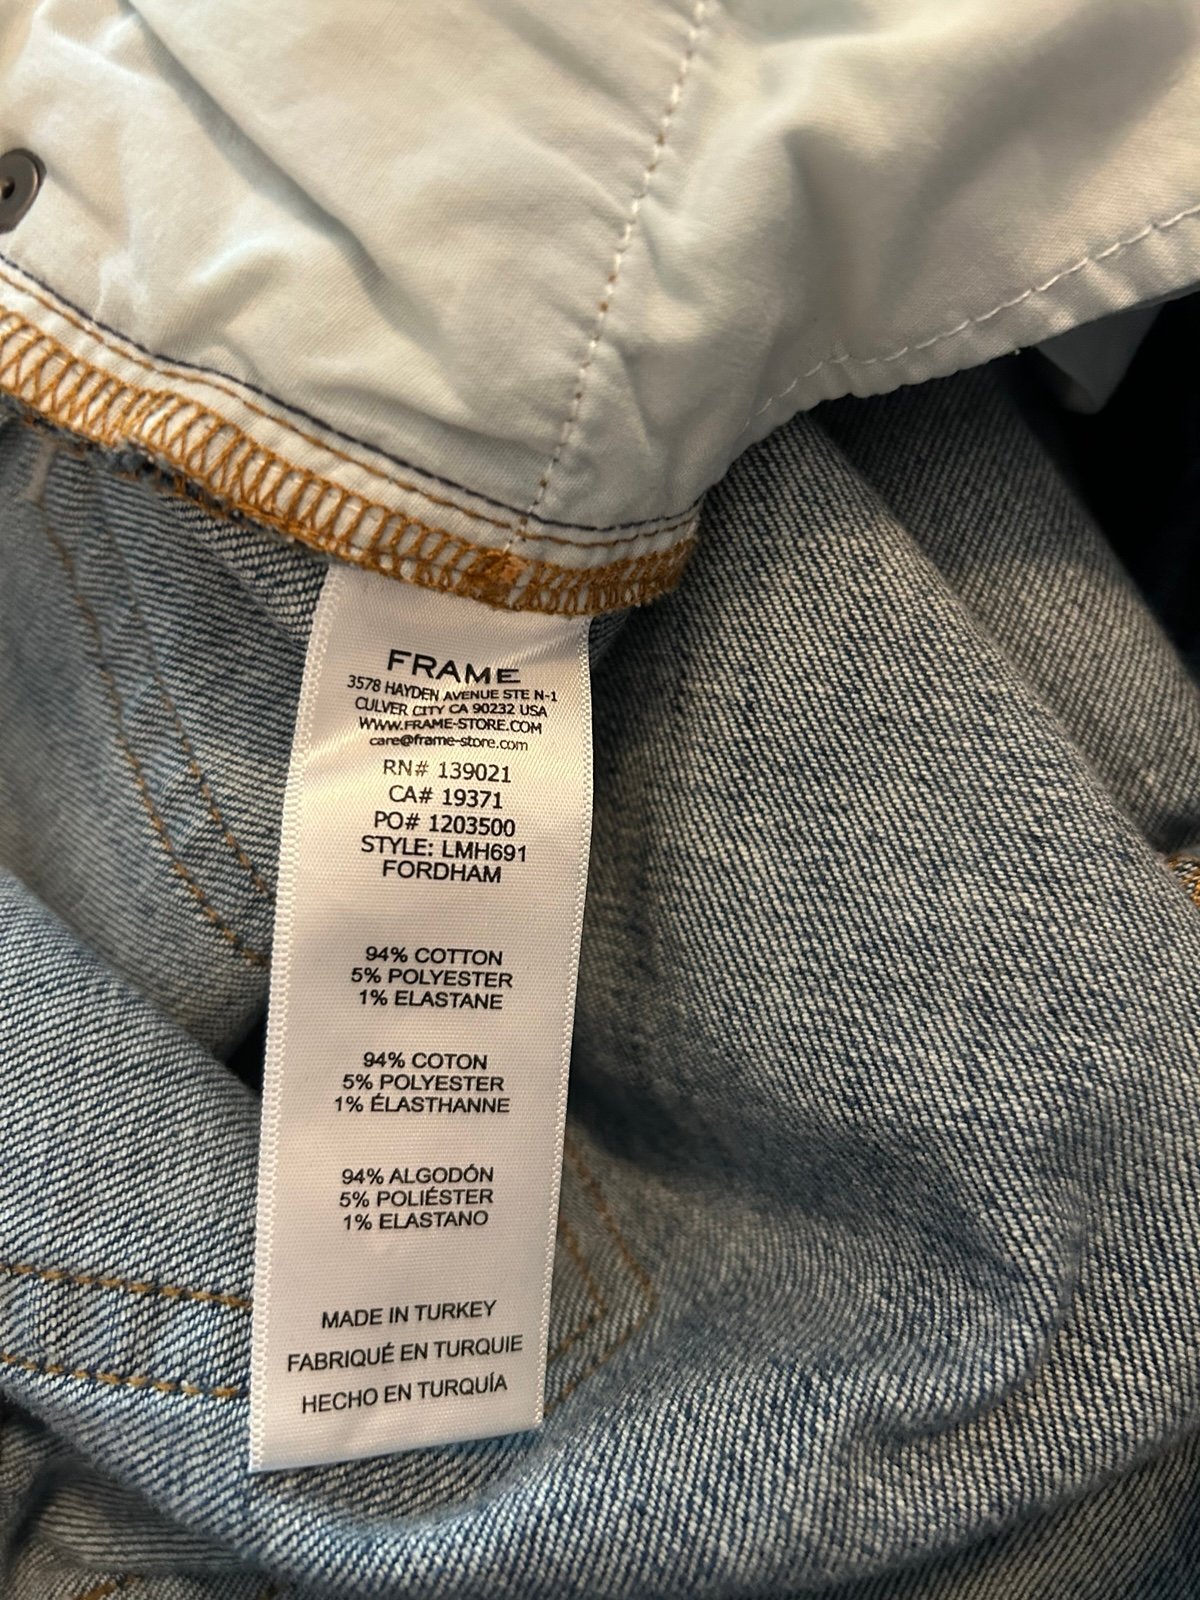 FRAME
3578 HAYDEN AVENUE STE N-1
CULVER CITY CA 90232 USA
WWW.FRAME-STORE.COM
care@frame-store.com
RN# 139021
CA# 19371
PO# 1203500
STYLE: LMH691
FORDHAM
94% COTTON
5% POLYESTER
1% ELASTANE
94% COTON
5% POLYESTER
1% ÉLASTHANNE
94% ALGODÓN
5% POLIÉSTER
1% ELASTANO
MADE IN TURKEY
FABRIQUÉ EN TURQUIE
HECHO EN TURQUÍA